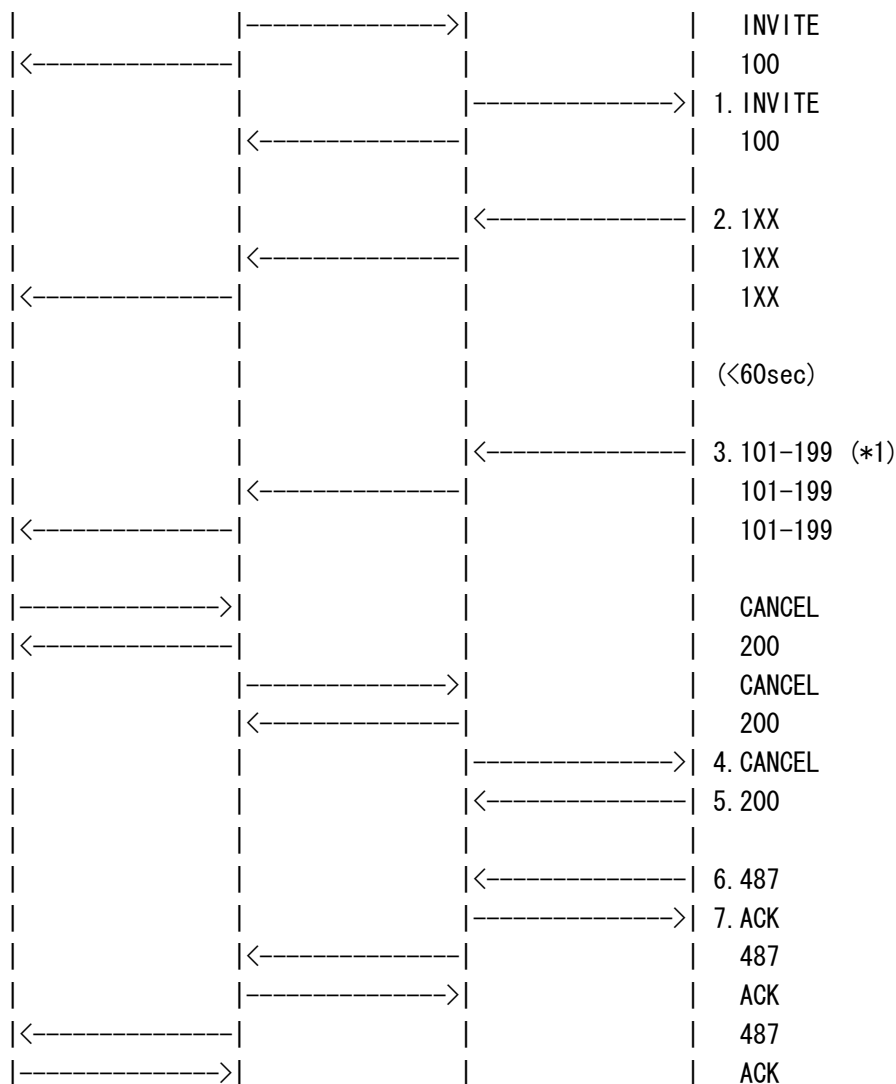 INVITE
100
1. INVITE
100
2. 1XX
1XX
1XX
(<60sec)
3. 101-199 (*1)
101-199
101-199
CANCEL
200
CANCEL
200
4. CANCEL
5. 200
6. 487
7. ACK
487
ACK
487
ACK